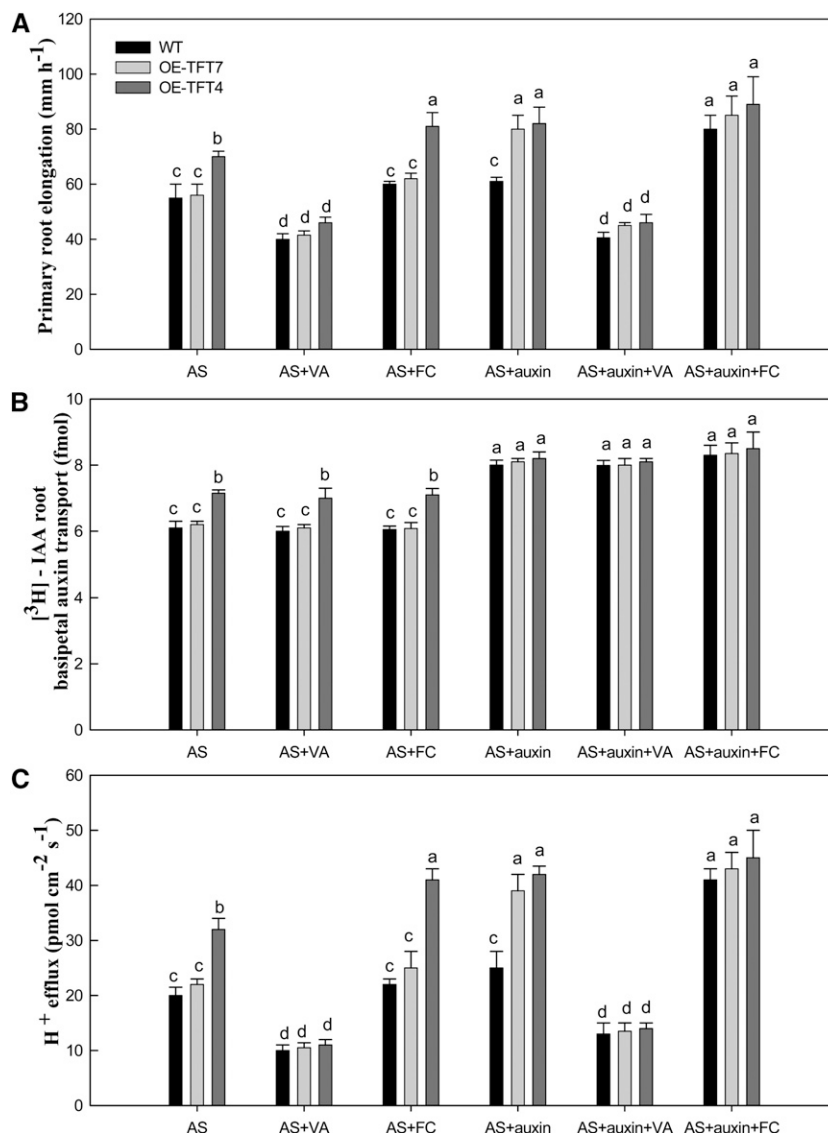 A
120
100
80
60
40
20
0
Primary root elongation (mm h⁻¹)
WT
OE-TFT7
OE-TFT4
c c b
d d d
c c a
c a a
d d d
a a a
AS AS+VA AS+FC AS+auxin AS+auxin+VA AS+auxin+FC
B
10
8
6
4
2
0
[³H] - IAA root
basipetal auxin transport (fmol)
c c b
c c b
c c b
a a a
a a a
a a a
AS AS+VA AS+FC AS+auxin AS+auxin+VA AS+auxin+FC
C
60
50
40
30
20
10
0
H⁺ efflux (pmol cm⁻² s⁻¹)
c c b
d d d
c c a
c a a
d d d
a a a
AS AS+VA AS+FC AS+auxin AS+auxin+VA AS+auxin+FC